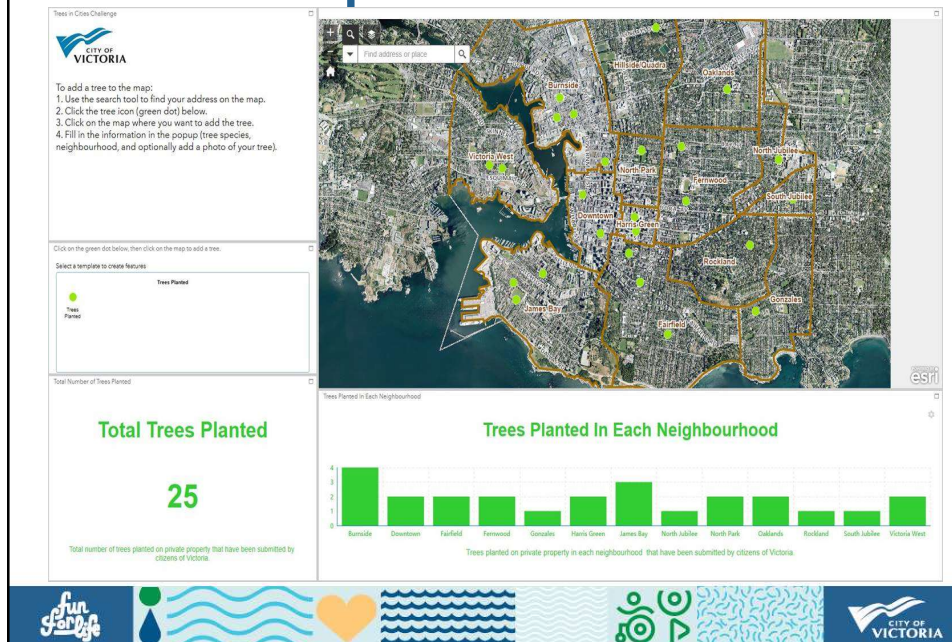 Trees in Cities Challenge
CITY OF
VICTORIA
To add a tree to the map:
1. Use the search tool to find your address on the map.
2. Click the tree icon (green dot) below.
3. Click on the map where you want to add the tree.
4. Fill in the information in the popup (tree species,
neighbourhood, and optionally add a photo of your tree).
Find address or place
Hillside/Quadra
Oaklands
Burnside
North Jubilee
Victoria West
North Park
Fernwood
South Jubilee
Downtown
Harris Green
Rockland
Gonzales
James Bay
Fairfield
esri
Click on the green dot below, then click on the map to add a tree.
Select a template to create features
Trees Planted
Trees
Planted
Total Number of Trees Planted
Total Trees Planted
25
Total number of trees planted on private property that have been submitted by
citizens of Victoria.
Trees Planted In Each Neighbourhood
Trees Planted In Each Neighbourhood
4
3
2
1
0
Burnside Downtown Fairfield Fernwood Gonzales Harris Green James Bay North Jubilee North Park Oaklands Rockland South Jubilee Victoria West
Trees planted on private property in each neighbourhood that have been submitted by citizens of Victoria.
fun
For life
CITY OF
VICTORIA